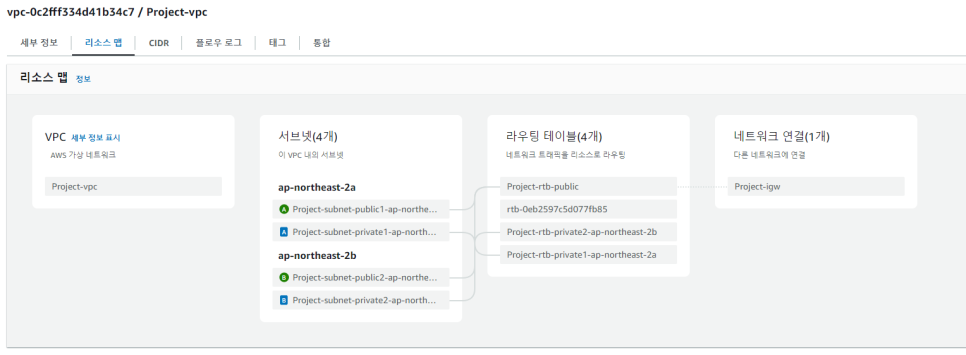 vpc-0c2fff334d41b34c7 / Project-vpc
세부 정보
리소스 맵
CIDR
플로우 로그
태그
통합
리소스 맵 정보
VPC 세부 정보 표시
AWS 가상 네트워크
Project-vpc
서브넷(4개)
이 VPC 내의 서브넷
ap-northeast-2a
A Project-subnet-public1-ap-northe...
A Project-subnet-private1-ap-north...
ap-northeast-2b
B Project-subnet-public2-ap-northe...
B Project-subnet-private2-ap-north...
라우팅 테이블(4개)
네트워크 트래픽을 리소스로 라우팅
Project-rtb-public
rtb-0eb2597c5d077fb85
Project-rtb-private2-ap-northeast-2b
Project-rtb-private1-ap-northeast-2a
네트워크 연결(1개)
다른 네트워크에 연결
Project-igw